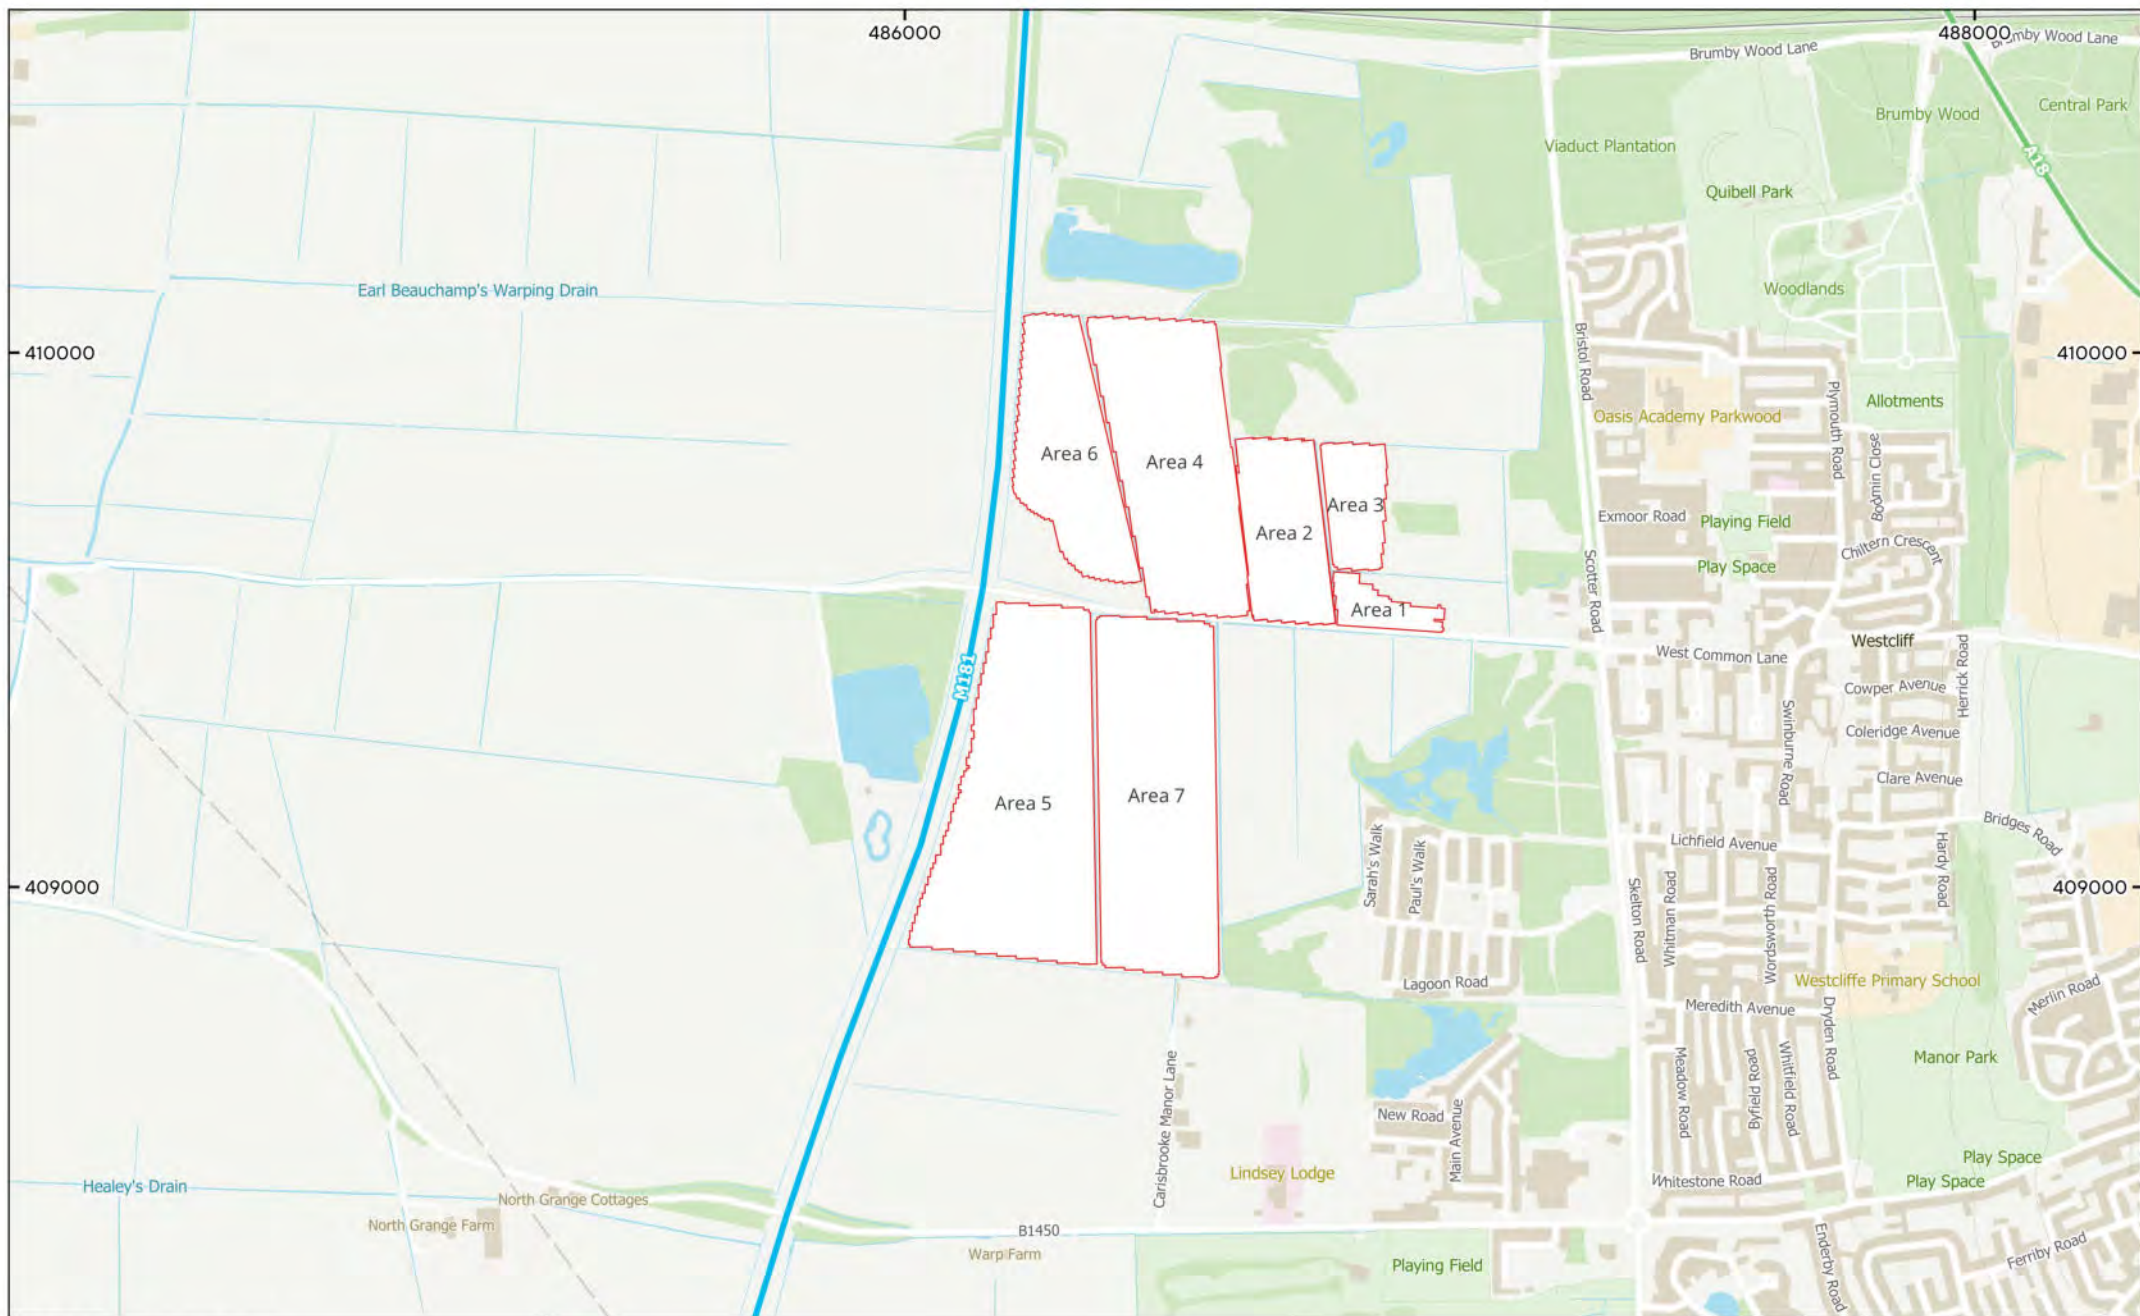 486000
488000
Brumby Wood Lane
Brumby Wood Lane
Central Park
Brumby Wood
A18
Viaduct Plantation
Quibell Park
Earl Beauchamp's Warping Drain
Woodlands
410000
410000
Bristol Road
Plymouth Road
Allotments
Oasis Academy Parkwood
Bodmin Close
Area 6
Area 4
Area 3
Area 2
Exmoor Road
Playing Field
Chiltern Crescent
Play Space
Scotter Road
Area 1
Westcliff
West Common Lane
Herrick Road
M181
Cowper Avenue
Swinburne Road
Coleridge Avenue
Clare Avenue
Area 5
Area 7
Bridges Road
Lichfield Avenue
Sarah's Walk
Paul's Walk
Hardy Road
409000
409000
Skelton Road
Whitman Road
Wordsworth Road
Lagoon Road
Westcliffe Primary School
Merlin Road
Meredith Avenue
Dryden Road
Manor Park
Meadow Road
Byfield Road
Whitfield Road
Carisbrooke Manor Lane
New Road
Main Avenue
Play Space
Lindsey Lodge
Whitestone Road
Play Space
Healey's Drain
North Grange Cottages
North Grange Farm
B1450
Warp Farm
Playing Field
Enderby Road
Ferriby Road